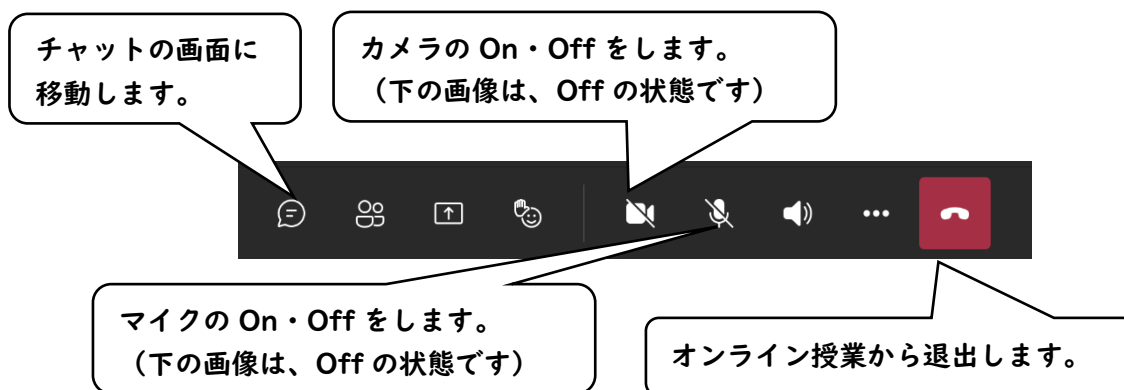 チャットの画面に
移動します。
カメラの On・Off をします。
（下の画像は、Off の状態です）
マイクの On・Off をします。
（下の画像は、Off の状態です）
オンライン授業から退出します。